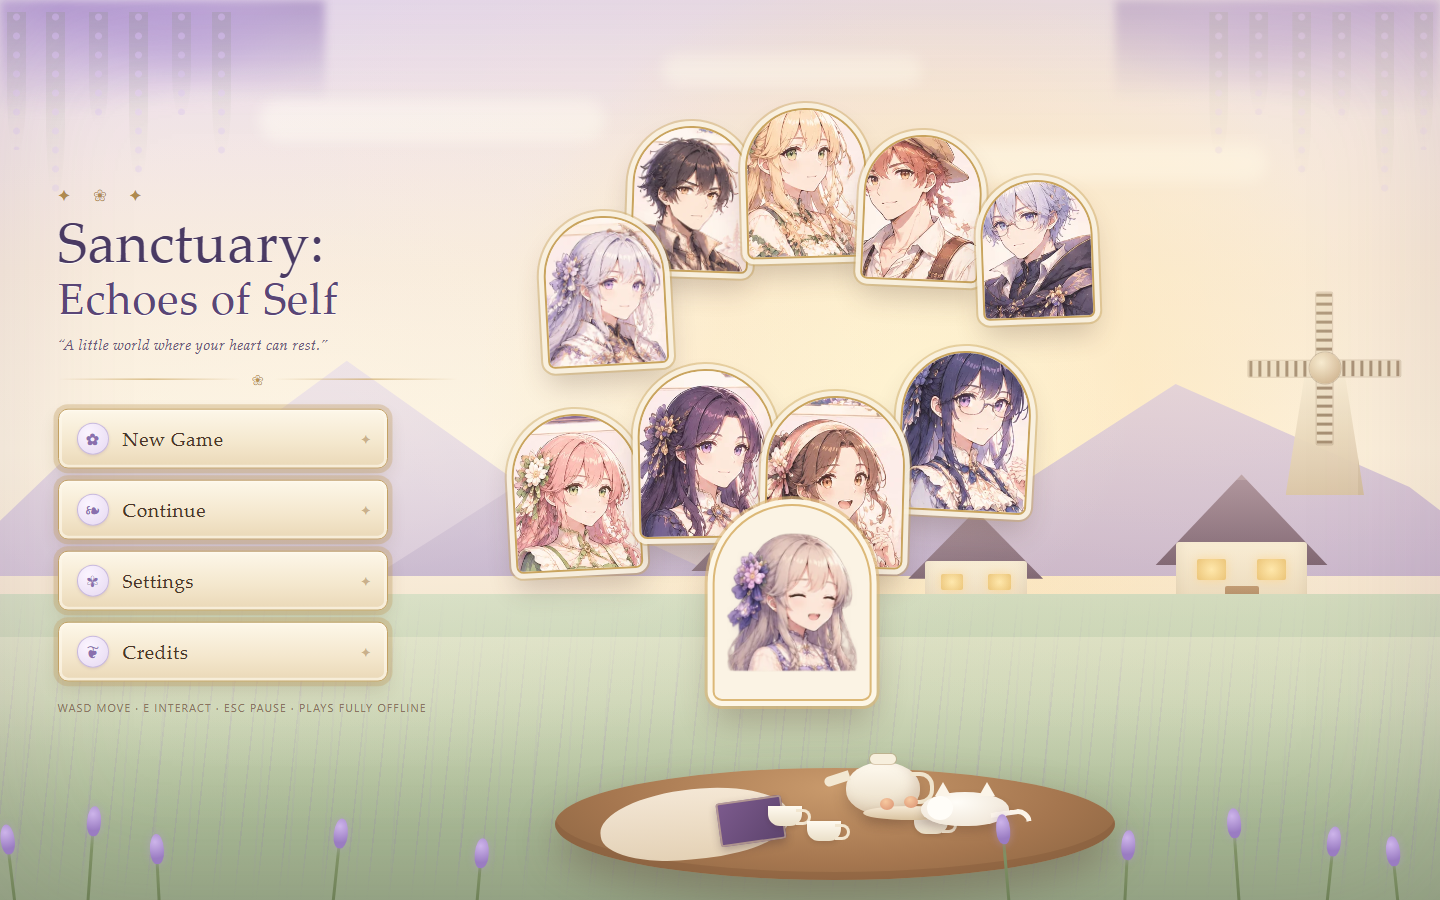 Sanctuary:
Echoes of Self
“A little world where your heart can rest.”
New Game
Continue
Settings
Credits
WASD MOVE · E INTERACT · ESC PAUSE · PLAYS FULLY OFFLINE